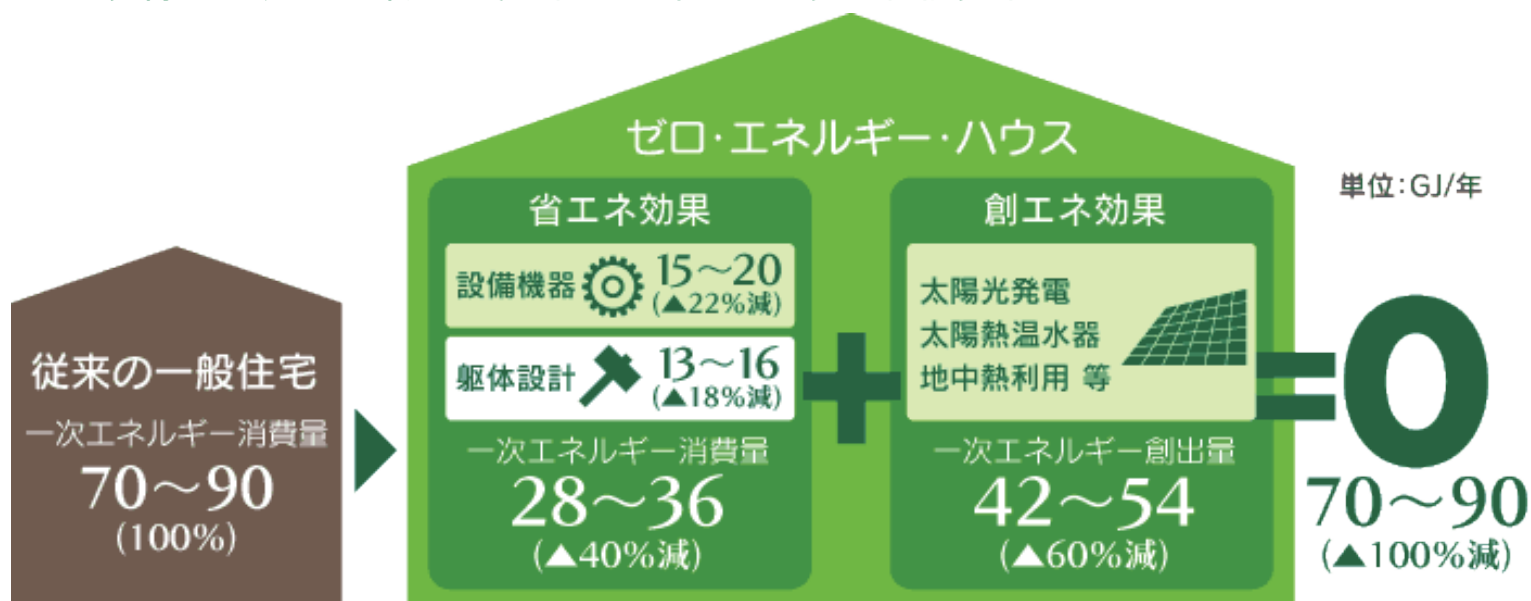 ゼロ・エネルギー・ハウス
単位:GJ/年
従来の一般住宅
一次エネルギー消費量
70〜90
(100%)
省エネ効果
設備機器
15〜20
(▲22%減)
躯体設計
13〜16
(▲18%減)
一次エネルギー消費量
28〜36
(▲40%減)
+
創エネ効果
太陽光発電
太陽熱温水器
地中熱利用 等
一次エネルギー創出量
42〜54
(▲60%減)
=0
70〜90
(▲100%減)